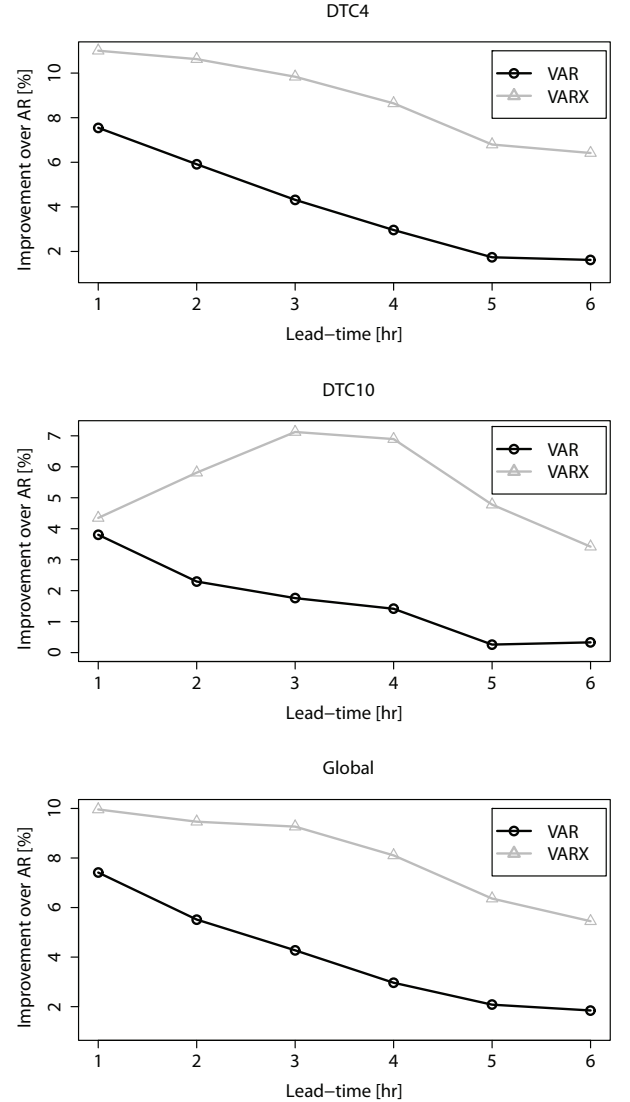 DTC4
Improvement over AR [%]
10
8
6
4
2
VAR
VARX
1 2 3 4 5 6
Lead−time [hr]
DTC10
Improvement over AR [%]
7
6
5
4
3
2
1
0
VAR
VARX
1 2 3 4 5 6
Lead−time [hr]
Global
Improvement over AR [%]
10
8
6
4
2
VAR
VARX
1 2 3 4 5 6
Lead−time [hr]